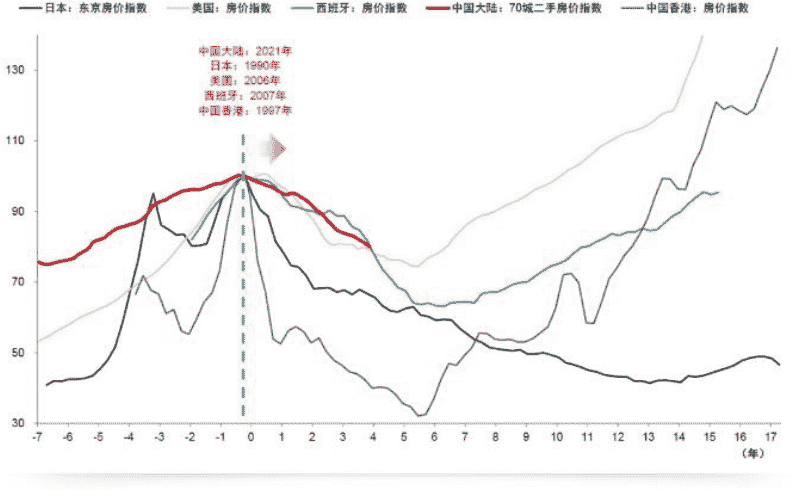 日本：东京房价指数 美国：房价指数 西班牙：房价指数 中国大陆：70城二手房价指数 中国香港：房价指数
中国大陆：2021年
日本：1990年
美国：2006年
西班牙：2007年
中国香港：1997年
130
110
90
70
50
30
-7 -6 -5 -4 -3 -2 -1 0 1 2 3 4 5 6 7 8 9 10 11 12 13 14 15 16 17
（年）